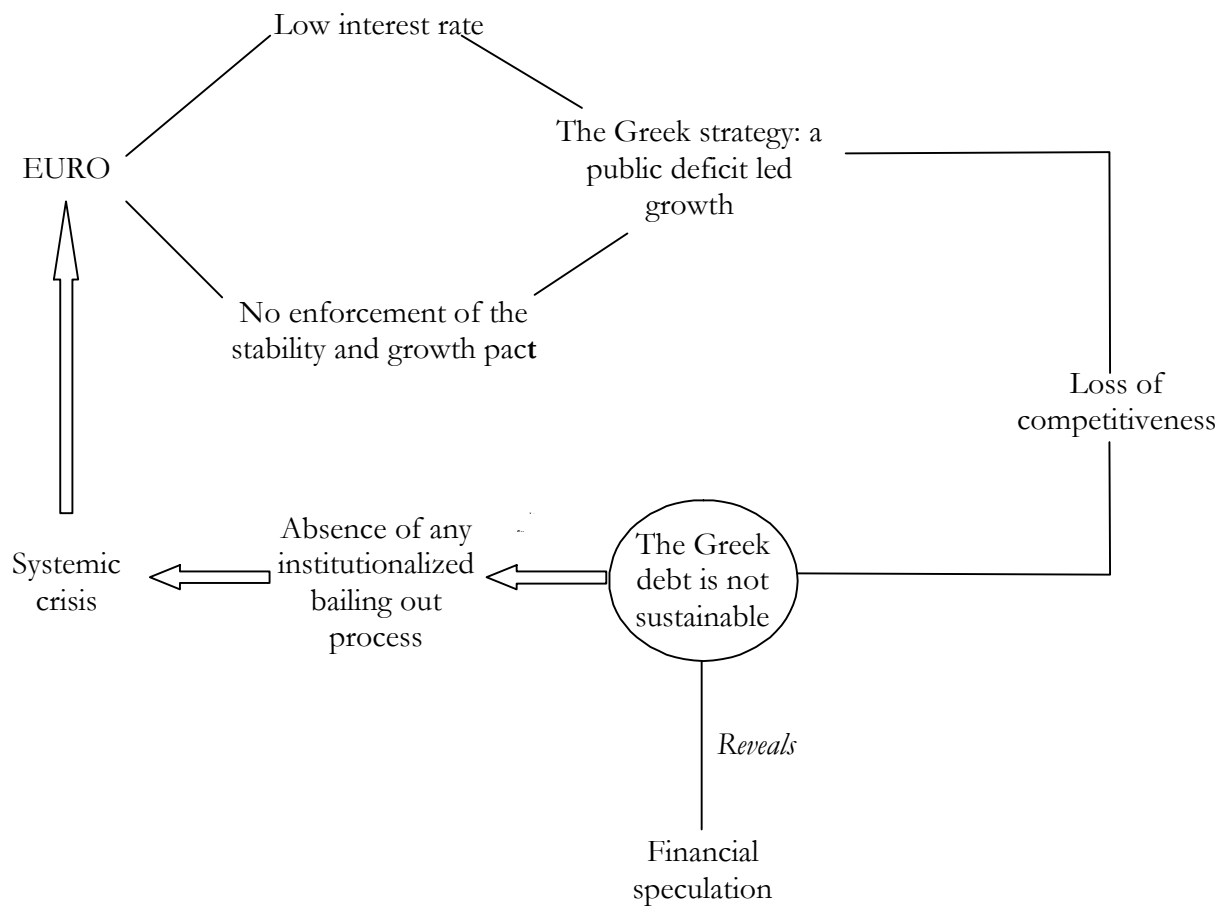 Low interest rate
The Greek strategy: a
public deficit led
growth
EURO
No enforcement of the
stability and growth pact
Loss of
competitiveness
The Greek
debt is not
sustainable
Absence of any
institutionalized
bailing out
process
Systemic
crisis
Reveals
Financial
speculation